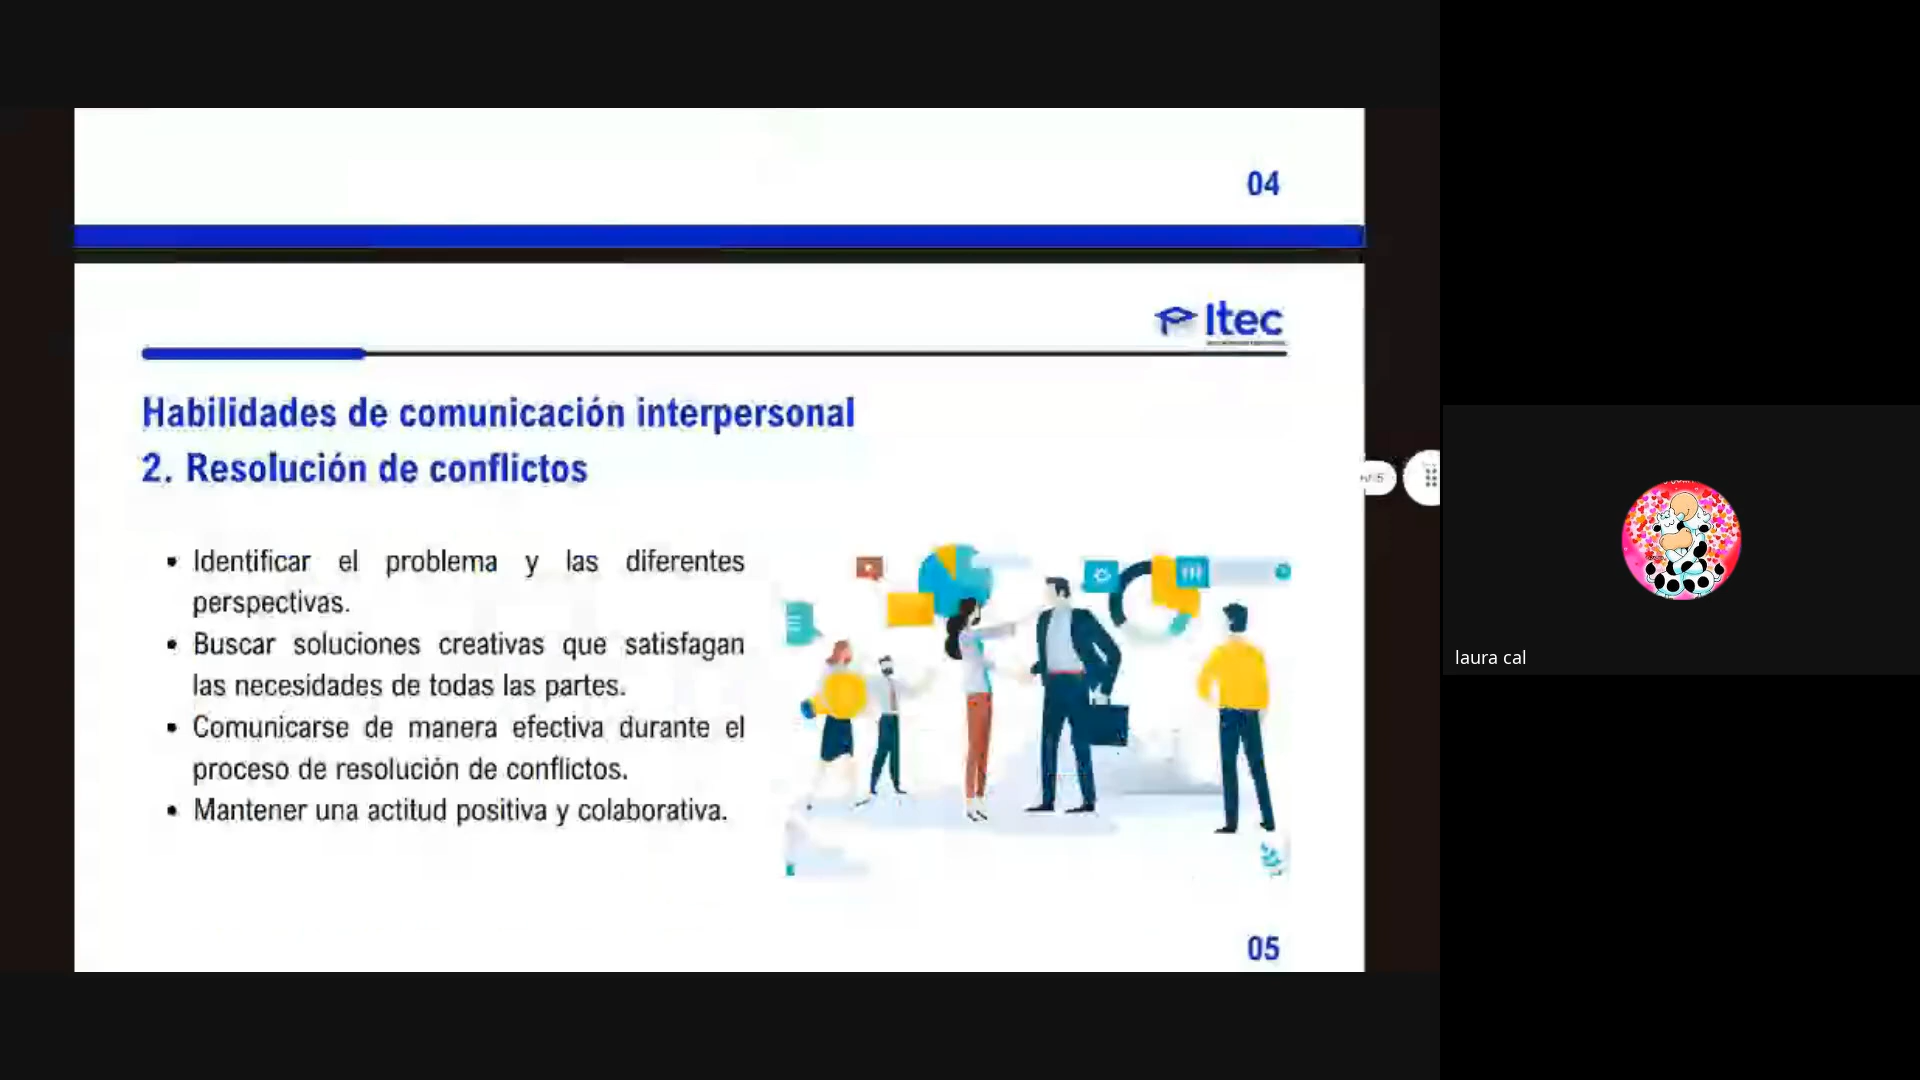 04
Itec
Habilidades de comunicación interpersonal
2. Resolución de conflictos
• Identificar el problema y las diferentes
perspectivas.
• Buscar soluciones creativas que satisfagan
las necesidades de todas las partes.
• Comunicarse de manera efectiva durante el
proceso de resolución de conflictos.
• Mantener una actitud positiva y colaborativa.
05
laura cal